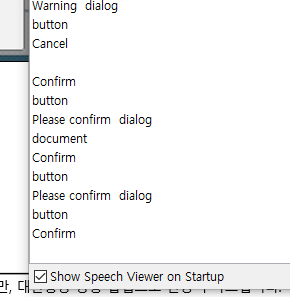 Warning  dialog
button
Cancel

Confirm
button
Please confirm  dialog
document
Confirm
button
Please confirm  dialog
button
Confirm
Show Speech Viewer on Startup